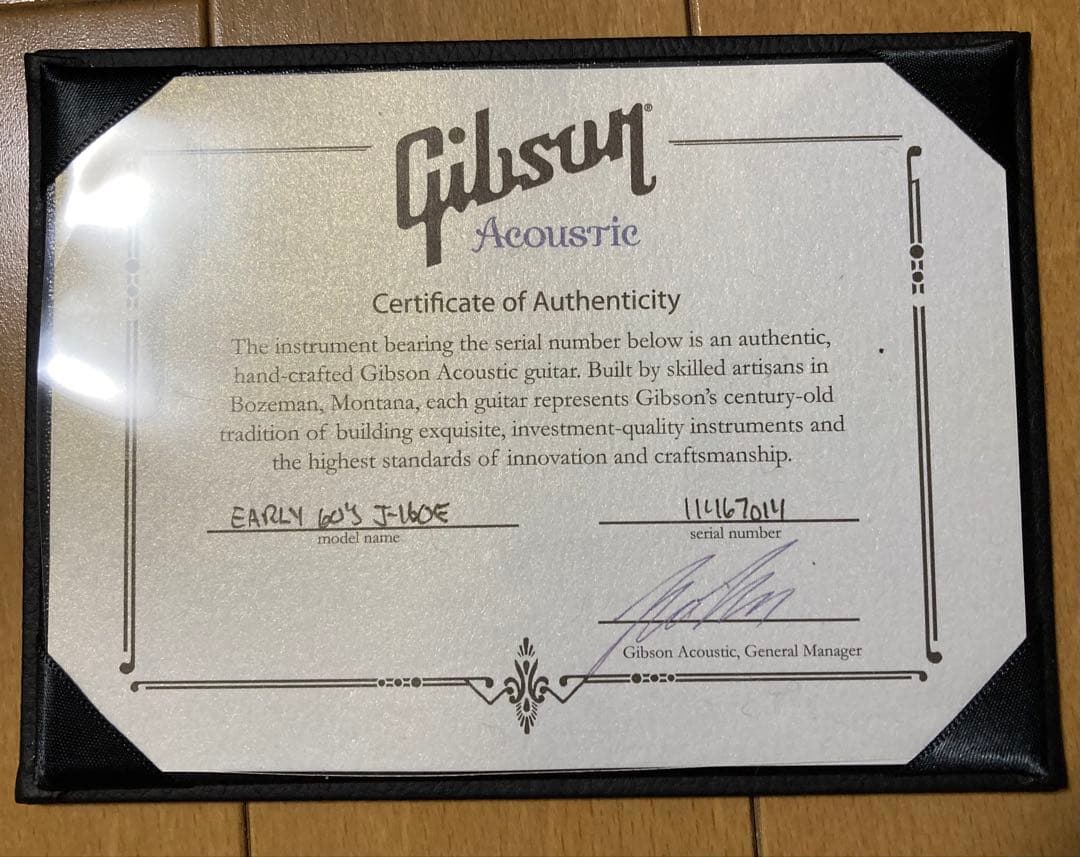 Gibson®
Acoustic
Certificate of Authenticity
The instrument bearing the serial number below is an authentic,
hand-crafted Gibson Acoustic guitar. Built by skilled artisans in
Bozeman, Montana, each guitar represents Gibson's century-old
tradition of building exquisite, investment-quality instruments and
the highest standards of innovation and craftsmanship.
EARLY 60'S J-160E
model name
11467014
serial number
Gibson Acoustic, General Manager